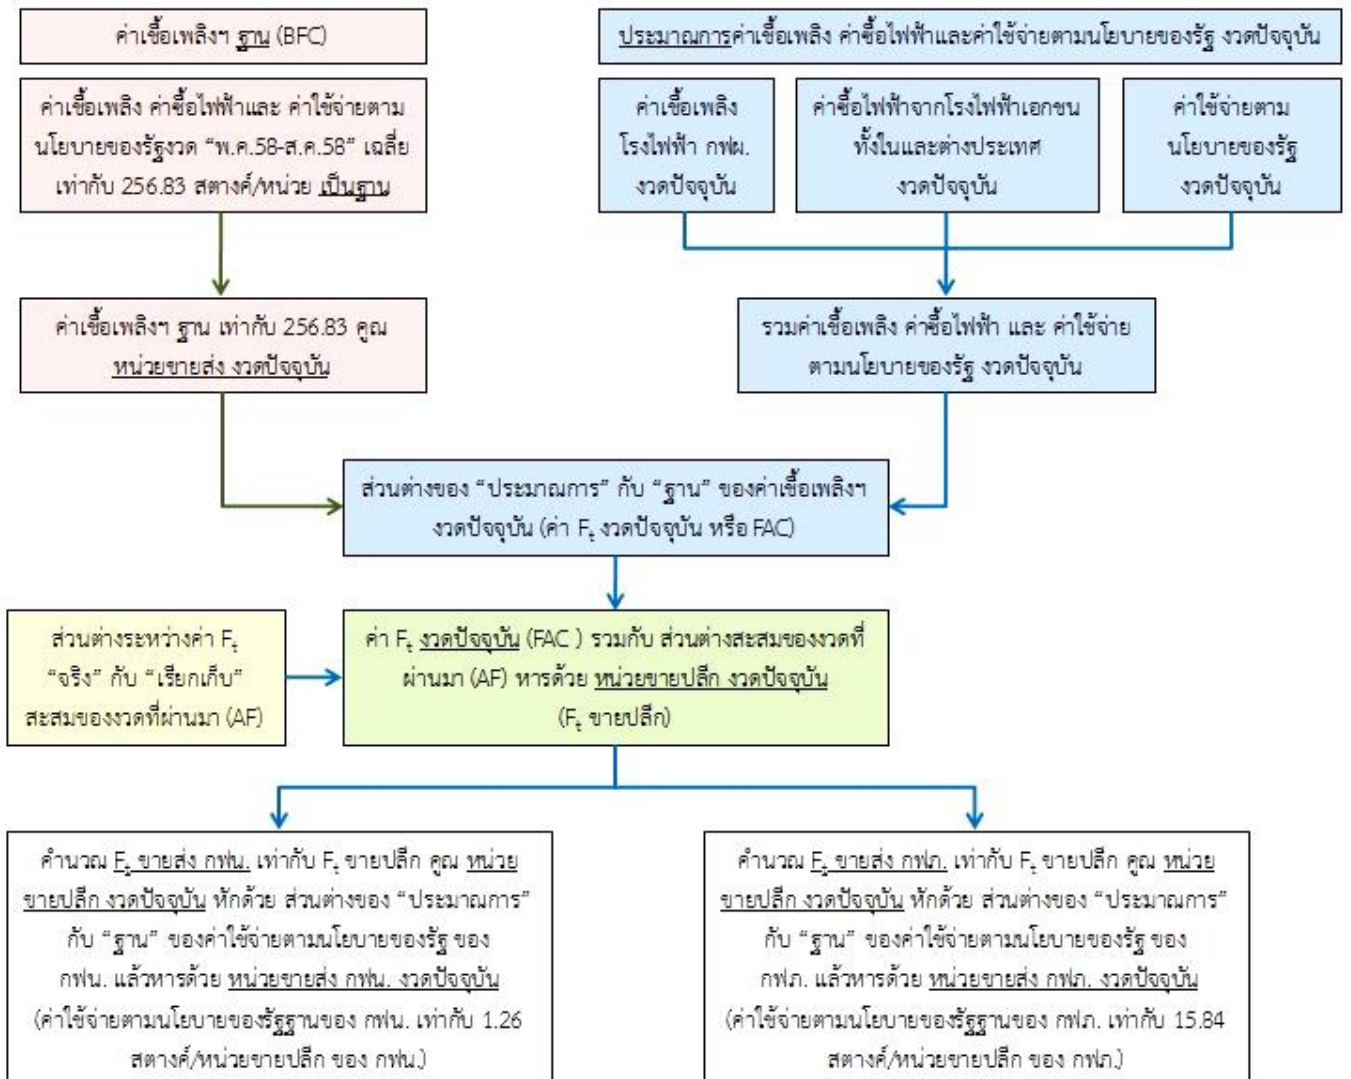 ค่าเชื้อเพลิงฯ ฐาน (BFC)
ค่าเชื้อเพลิง ค่าซื้อไฟฟ้าและ ค่าใช้จ่ายตาม
นโยบายของรัฐงวด “พ.ค.58-ส.ค.58” เฉลี่ย
เท่ากับ 256.83 สตางค์/หน่วย เป็นฐาน
ค่าเชื้อเพลิงฯ ฐาน เท่ากับ 256.83 คูณ
หน่วยขายส่ง งวดปัจจุบัน
ประมาณการค่าเชื้อเพลิง ค่าซื้อไฟฟ้าและค่าใช้จ่ายตามนโยบายของรัฐ งวดปัจจุบัน
ค่าเชื้อเพลิง
โรงไฟฟ้า กฟผ.
งวดปัจจุบัน
ค่าซื้อไฟฟ้าจากโรงไฟฟ้าเอกชน
ทั้งในและต่างประเทศ
งวดปัจจุบัน
ค่าใช้จ่ายตาม
นโยบายของรัฐ
งวดปัจจุบัน
รวมค่าเชื้อเพลิง ค่าซื้อไฟฟ้า และ ค่าใช้จ่าย
ตามนโยบายของรัฐ งวดปัจจุบัน
ส่วนต่างของ “ประมาณการ” กับ “ฐาน” ของค่าเชื้อเพลิงฯ
งวดปัจจุบัน (ค่า Fₜ งวดปัจจุบัน หรือ FAC)
ส่วนต่างระหว่างค่า Fₜ
“จริง” กับ “เรียกเก็บ”
สะสมของงวดที่ผ่านมา (AF)
ค่า Fₜ งวดปัจจุบัน (FAC ) รวมกับ ส่วนต่างสะสมของงวดที่
ผ่านมา (AF) หารด้วย หน่วยขายปลีก งวดปัจจุบัน
(Fₜ ขายปลีก)
คำนวณ Fₜ ขายส่ง กฟน. เท่ากับ Fₜ ขายปลีก คูณ หน่วย
ขายปลีก งวดปัจจุบัน หักด้วย ส่วนต่างของ “ประมาณการ”
กับ “ฐาน” ของค่าใช้จ่ายตามนโยบายของรัฐ ของ
กฟน. แล้วหารด้วย หน่วยขายส่ง กฟน. งวดปัจจุบัน
(ค่าใช้จ่ายตามนโยบายของรัฐฐานของ กฟน. เท่ากับ 1.26
สตางค์/หน่วยขายปลีก ของ กฟน.)
คำนวณ Fₜ ขายส่ง กฟภ. เท่ากับ Fₜ ขายปลีก คูณ หน่วย
ขายปลีก งวดปัจจุบัน หักด้วย ส่วนต่างของ “ประมาณการ”
กับ “ฐาน” ของค่าใช้จ่ายตามนโยบายของรัฐ ของ
กฟภ. แล้วหารด้วย หน่วยขายส่ง กฟภ. งวดปัจจุบัน
(ค่าใช้จ่ายตามนโยบายของรัฐฐานของ กฟภ. เท่ากับ 15.84
สตางค์/หน่วยขายปลีก ของ กฟภ.)